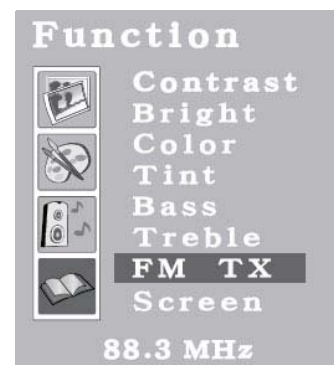 Function
Contrast
Bright
Color
Tint
Bass
Treble
FM TX
Screen
88.3 MHz